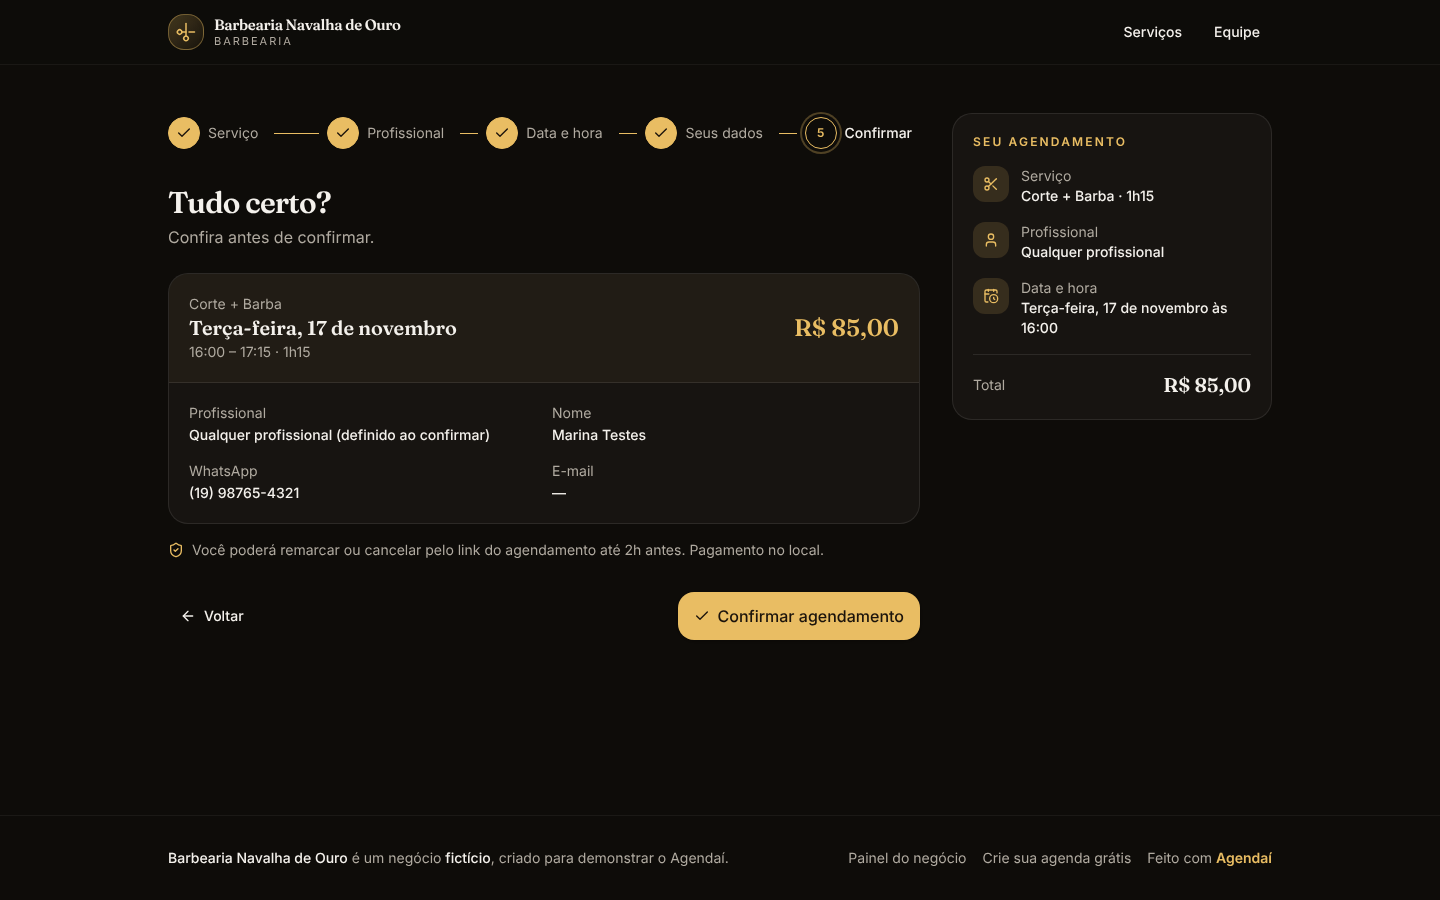 Barbearia Navalha de Ouro
BARBEARIA
Serviços
Equipe
Serviço
Profissional
Data e hora
Seus dados
5
Confirmar
Tudo certo?
Confira antes de confirmar.
Corte + Barba
Terça-feira, 17 de novembro
16:00 – 17:15 · 1h15
R$ 85,00
Profissional
Qualquer profissional (definido ao confirmar)
Nome
Marina Testes
WhatsApp
(19) 98765-4321
E-mail
—
Você poderá remarcar ou cancelar pelo link do agendamento até 2h antes. Pagamento no local.
Voltar
Confirmar agendamento
SEU AGENDAMENTO
Serviço
Corte + Barba · 1h15
Profissional
Qualquer profissional
Data e hora
Terça-feira, 17 de novembro às
16:00
Total
R$ 85,00
Barbearia Navalha de Ouro é um negócio fictício, criado para demonstrar o Agendaí.
Painel do negócio
Crie sua agenda grátis
Feito com Agendaí